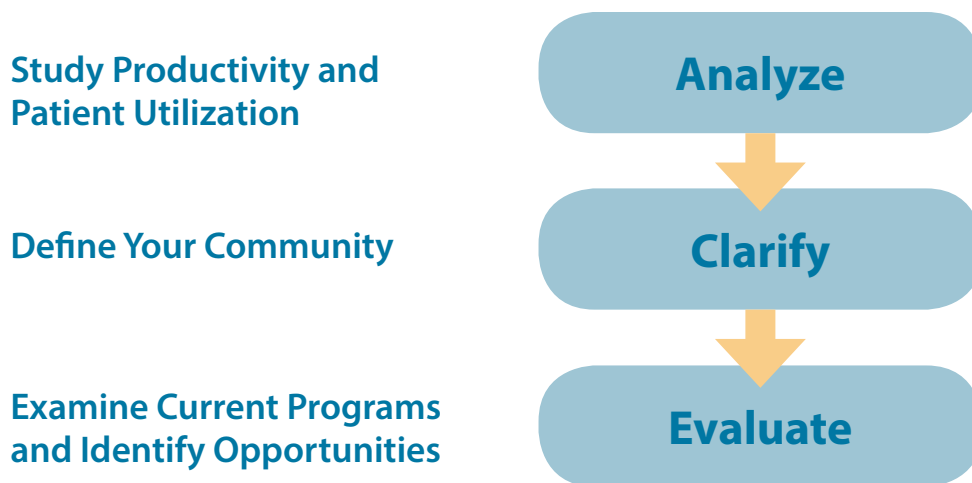 Study Productivity and
Patient Utilization
Analyze
Define Your Community
Clarify
Examine Current Programs
and Identify Opportunities
Evaluate